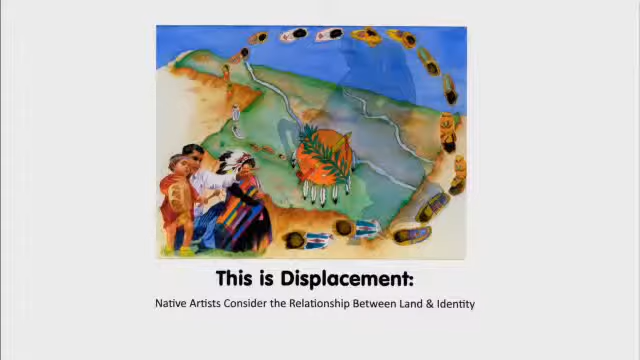 This is Displacement:
Native Artists Consider the Relationship Between Land & Identity